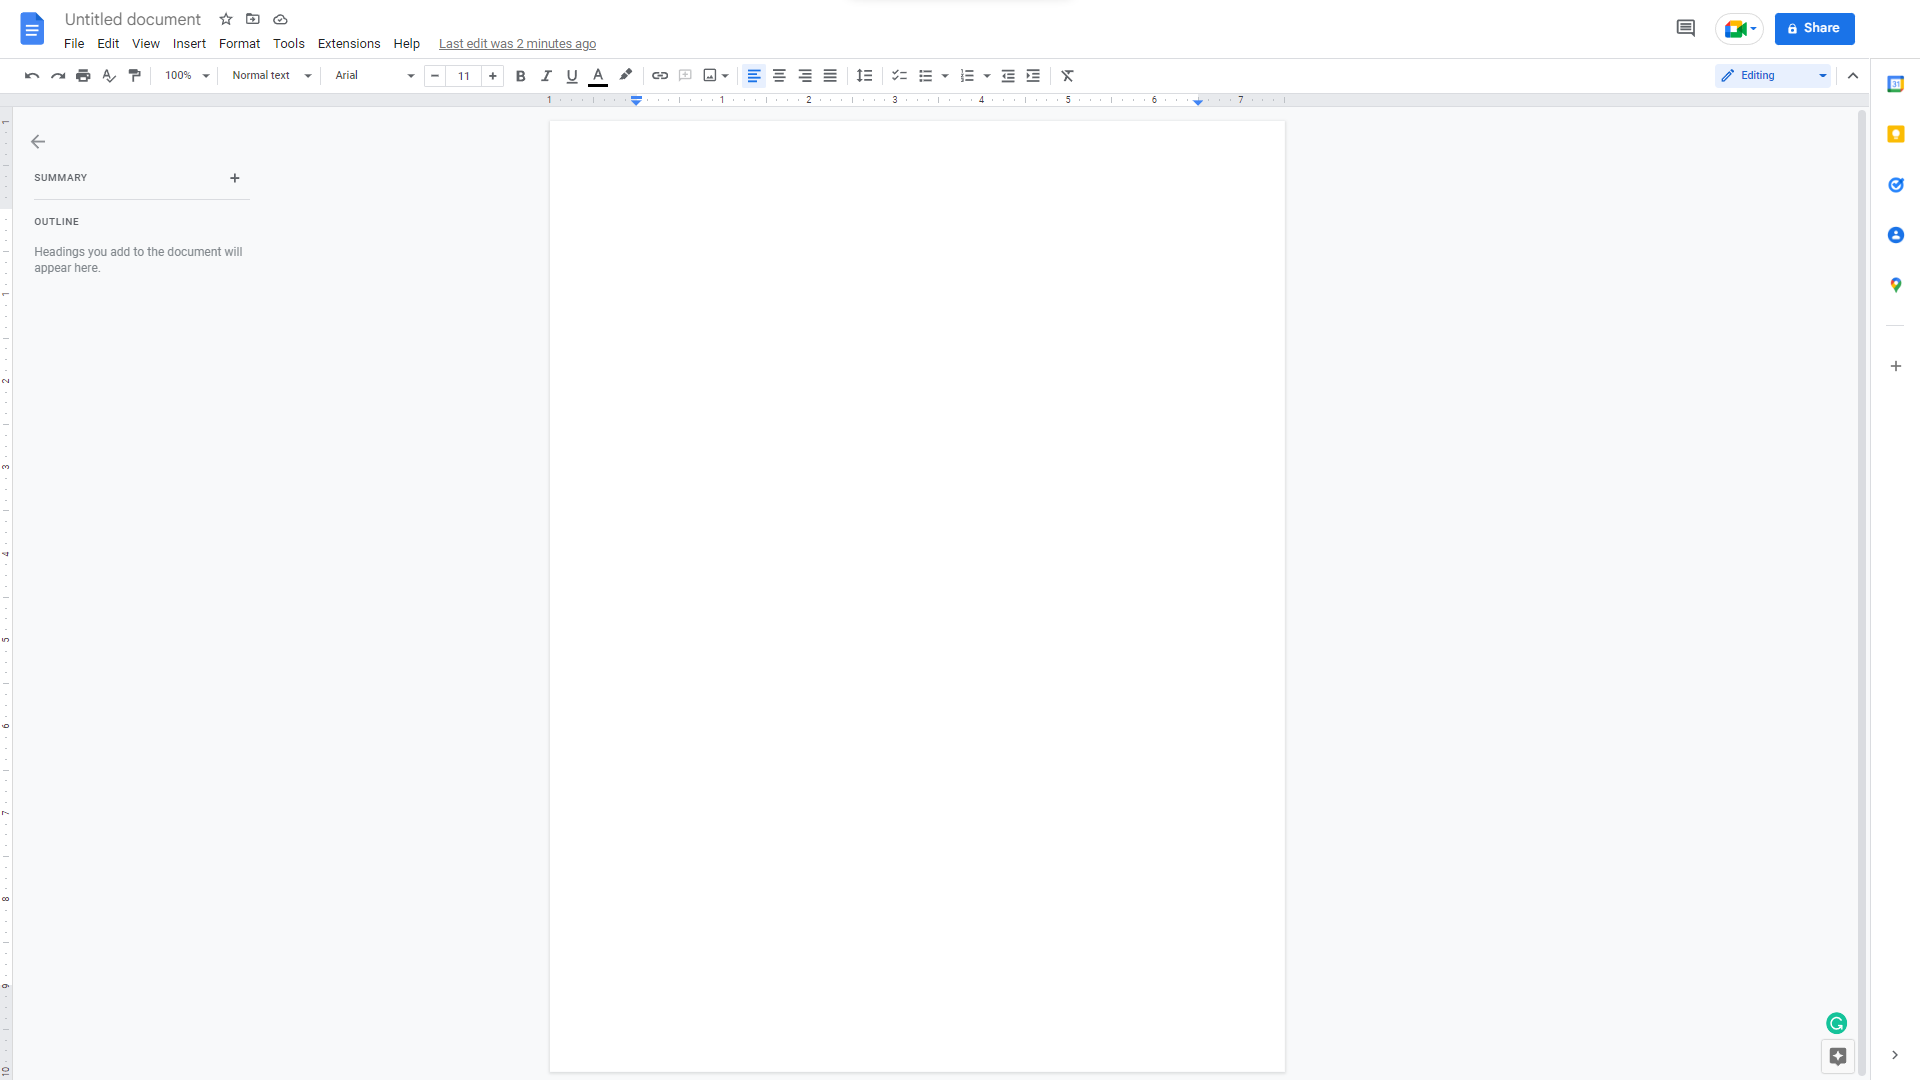 Untitled document
File Edit View Insert Format Tools Extensions Help Last edit was 2 minutes ago
Share
100% Normal text Arial 11 B I U A Editing
1 1 2 3 4 5 6 7
SUMMARY
OUTLINE
Headings you add to the document will
appear here.
1
1
2
3
4
5
6
7
8
9
10
31